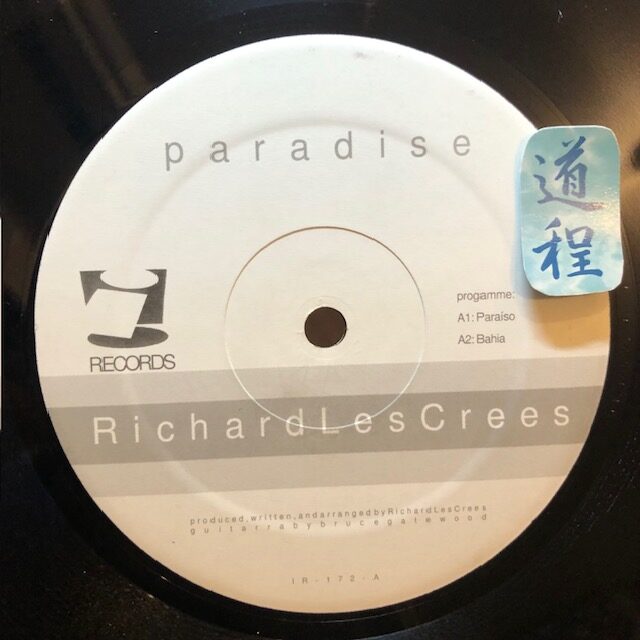 paradise
道
程
progamme:
A1: Paraíso
A2: Bahia
RECORDS
RichardLesCrees
produced,written,andarrangedbyRichardLesCrees
guitarrabybrucegatewood
IR-172-A